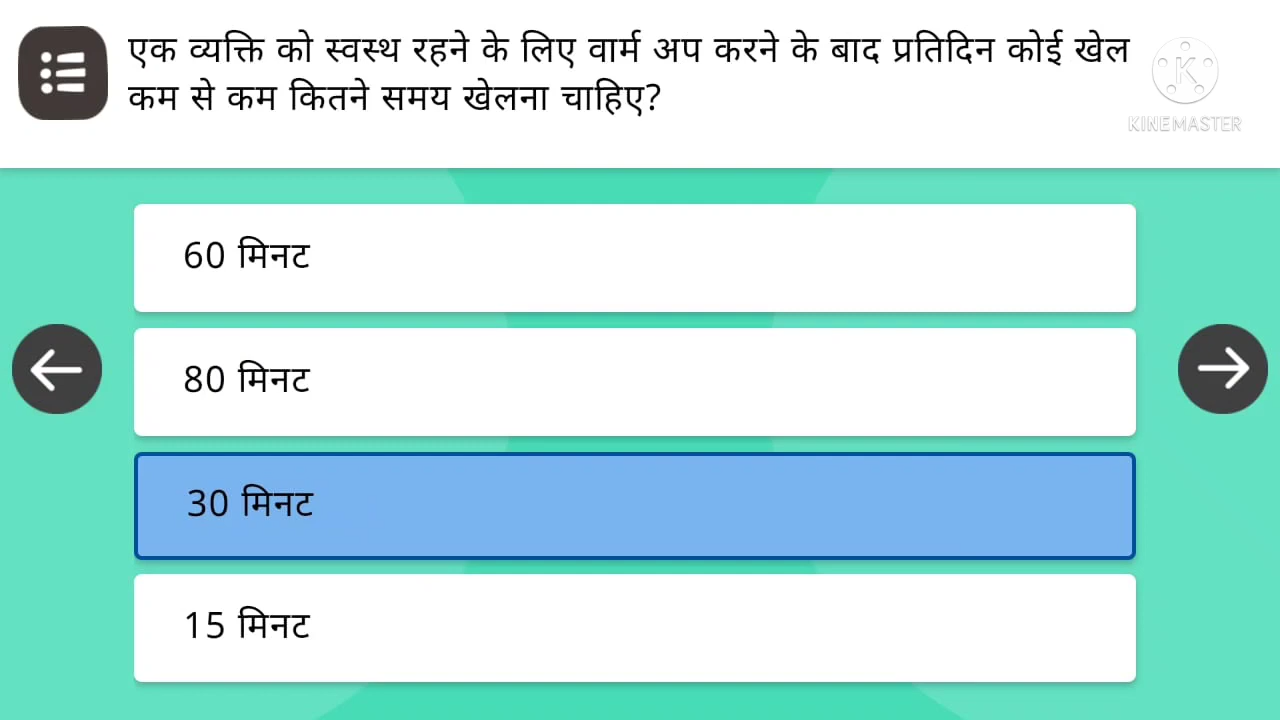 एक व्यक्ति को स्वस्थ रहने के लिए वार्म अप करने के बाद प्रतिदिन कोई खेल
कम से कम कितने समय खेलना चाहिए?
K
KINEMASTER
60 मिनट
80 मिनट
30 मिनट
15 मिनट